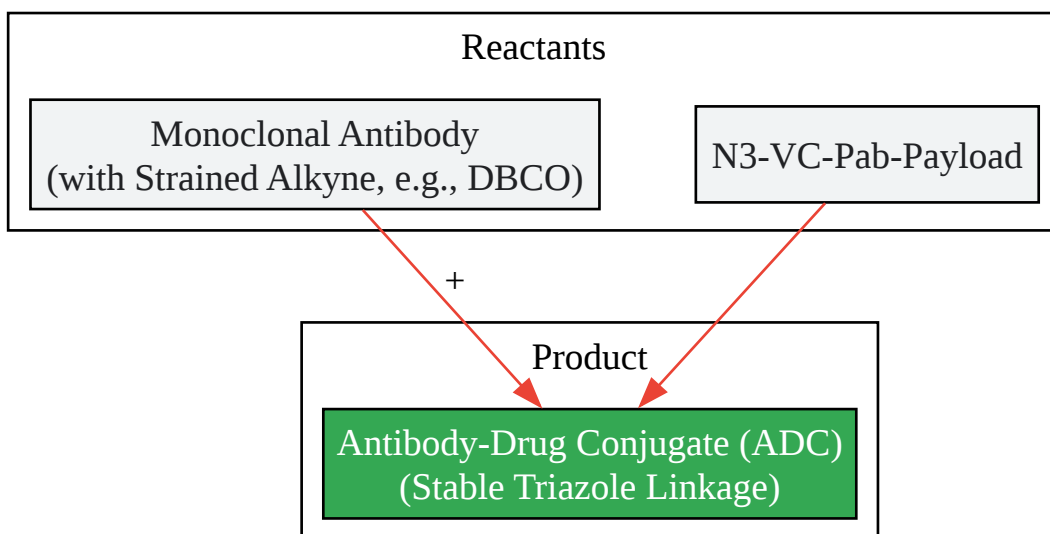 Reactants
Monoclonal Antibody
(with Strained Alkyne, e.g., DBCO)
N3-VC-Pab-Payload
+
Product
Antibody-Drug Conjugate (ADC)
(Stable Triazole Linkage)